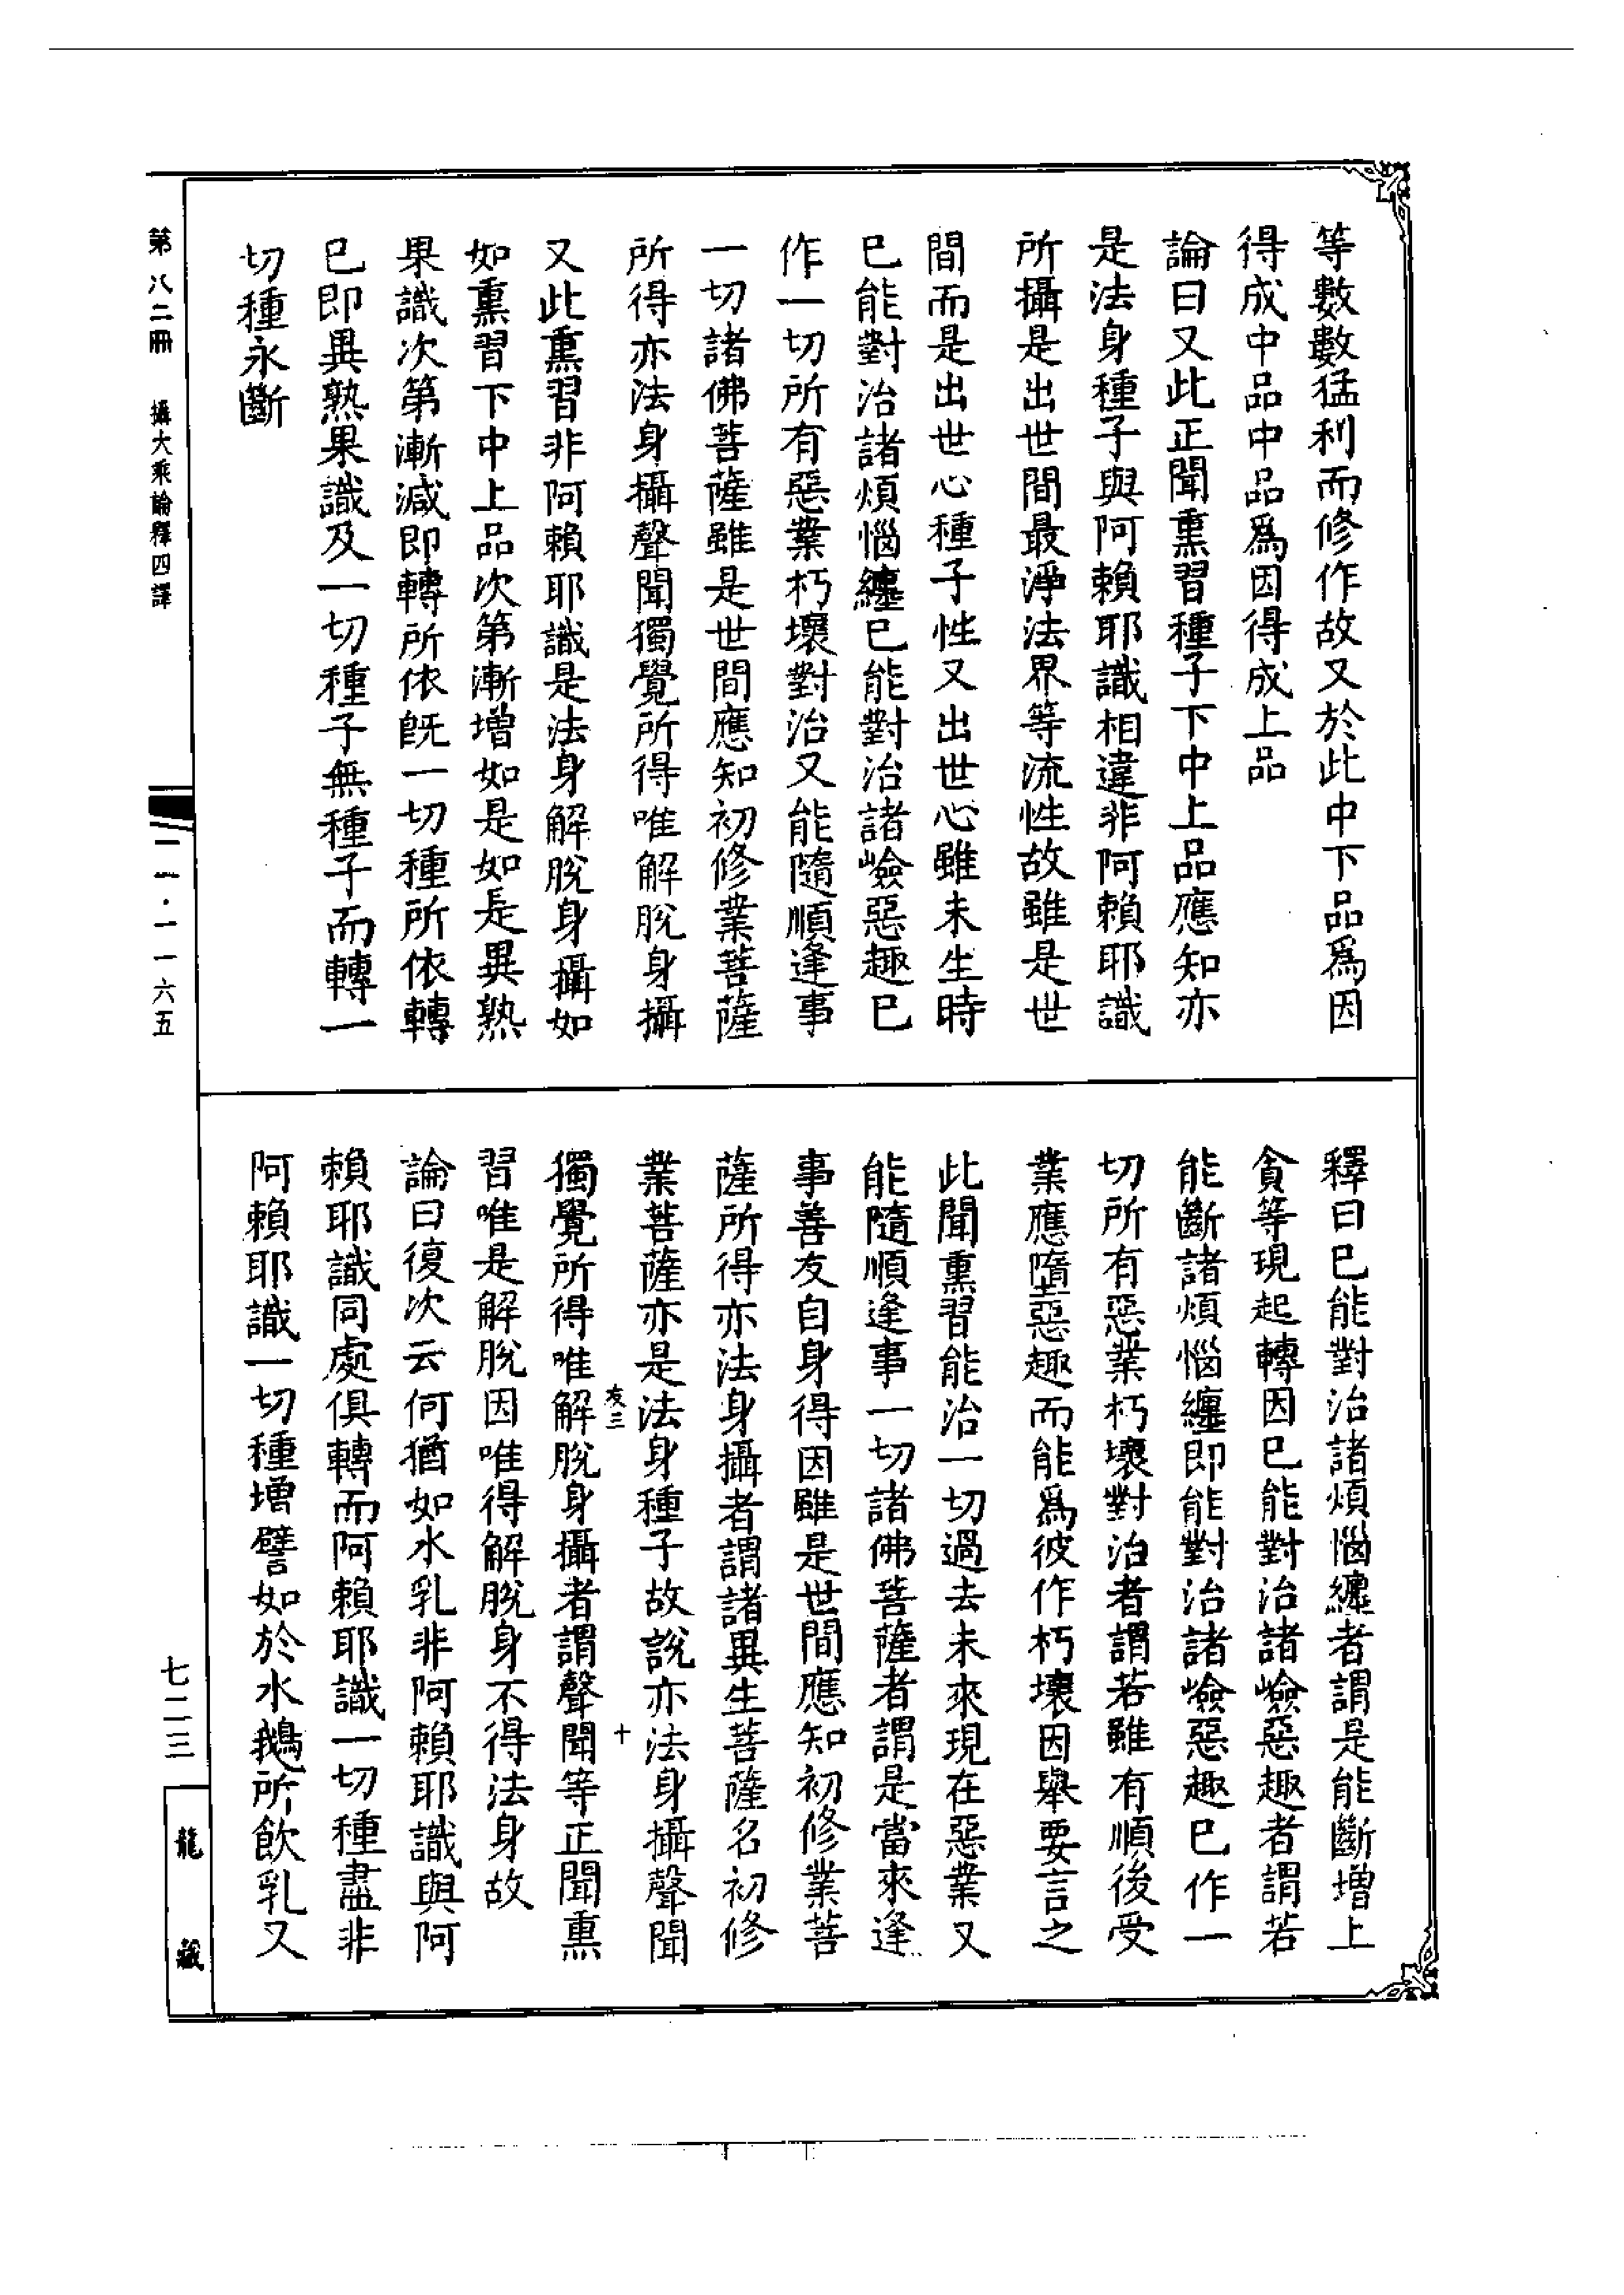 等數數猛利而修作故又於此中下品爲因
得成中品中品爲因得成上品
論曰又此正聞熏習種子下中上品應知亦
是法身種子與阿賴耶識相違非阿賴耶識
所攝是出世間最淨法界等流性故雖是世
間而是出世心種子性又出世心雖未生時
已能對治諸煩惱纏已能對治諸嶮惡趣已
作一切所有惡業朽壞對治又能隨順逢事
一切諸佛菩薩雖是世間應知初修業菩薩
所得亦法身攝聲聞獨覺所得唯解脫身攝
又此熏習非阿賴耶識是法身解脫身攝如
如熏習下中上品次第漸增如是如是異熟
果識次第漸減即轉所依既一切種所依轉
已即異熟果識及一切種子無種子而轉一
切種永斷
釋曰已能對治諸煩惱纏者謂是能斷增上
貪等現起轉因已能對治諸嶮惡趣者謂若
能斷諸煩惱纏即能對治諸嶮惡趣已作一
切所有惡業朽壞對治者謂若雖有順後受
業應墮惡趣而能爲彼作朽壞因舉要言之
此聞熏習能治一切過去未來現在惡業又
能隨順逢事一切諸佛菩薩者謂是當來逢
事善友自身得因雖是世間應知初修業菩
薩所得亦法身攝者謂諸異生菩薩名初修
業菩薩亦是法身種子故說亦法身攝聲聞
友三
十
獨覺所得唯解脫身攝者謂聲聞等正聞熏
習唯是解脫因唯得解脫身不得法身故
論曰復次云何猶如水乳非阿賴耶識與阿
賴耶識同處俱轉而阿賴耶識一切種盡非
阿賴耶識一切種增譬如於水鵝所飲乳又
第八二冊 攝大乘論釋四譯
一一·一一六五
七二三
龍藏